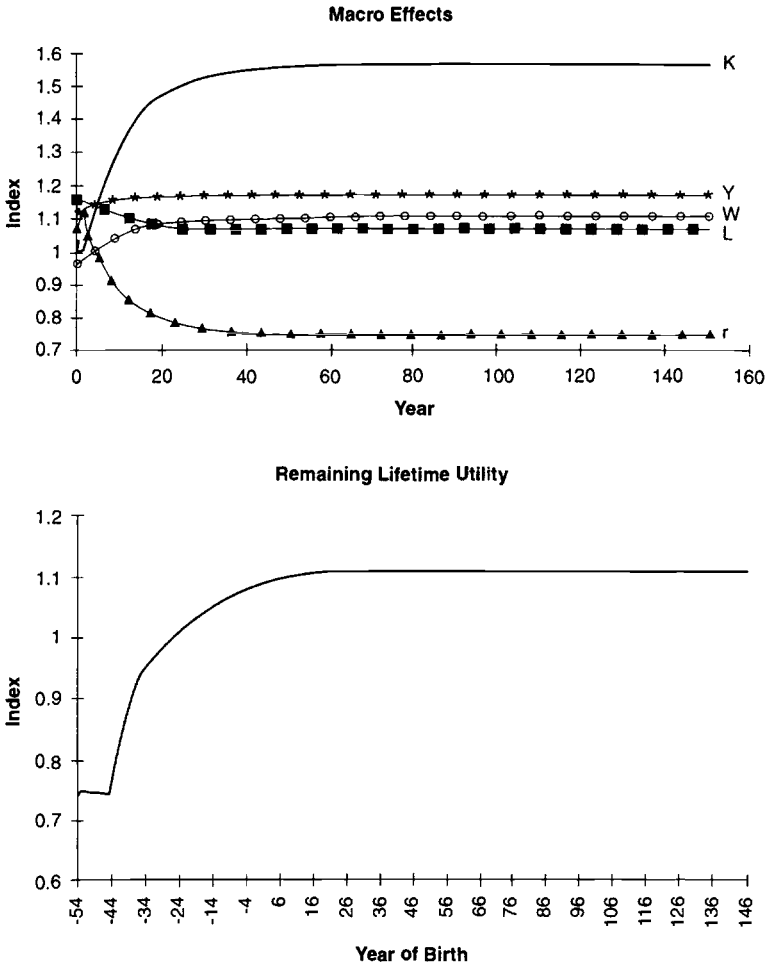 Macro Effects
1.6
1.5
1.4
1.3
1.2
1.1
1
0.9
0.8
0.7
Index
K
Y
W
L
r
0 20 40 60 80 100 120 140 160
Year
Remaining Lifetime Utility
1.2
1.1
1
0.9
0.8
0.7
0.6
Index
-54 -44 -34 -24 -14 -4 6 16 26 36 46 56 66 76 86 96 106 116 126 136 146
Year of Birth